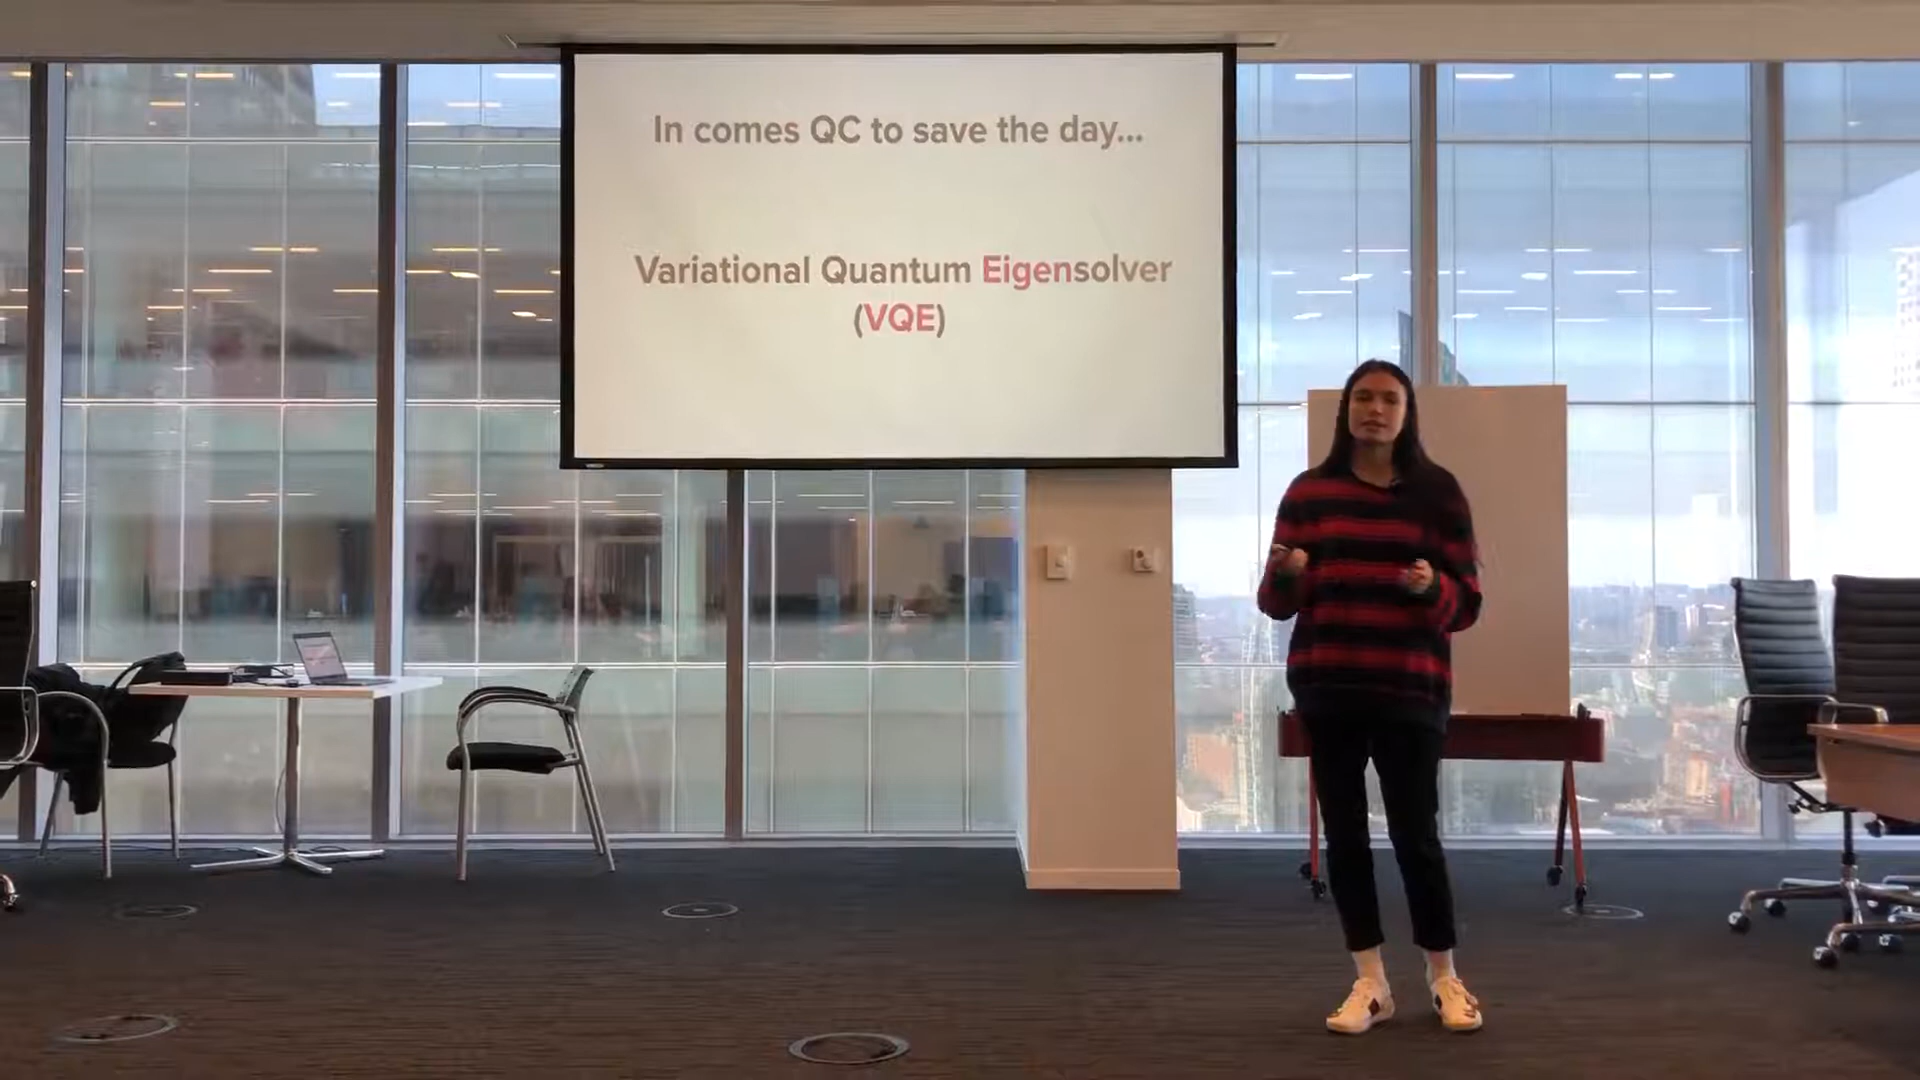 In comes QC to save the day...
Variational Quantum Eigensolver
(VQE)